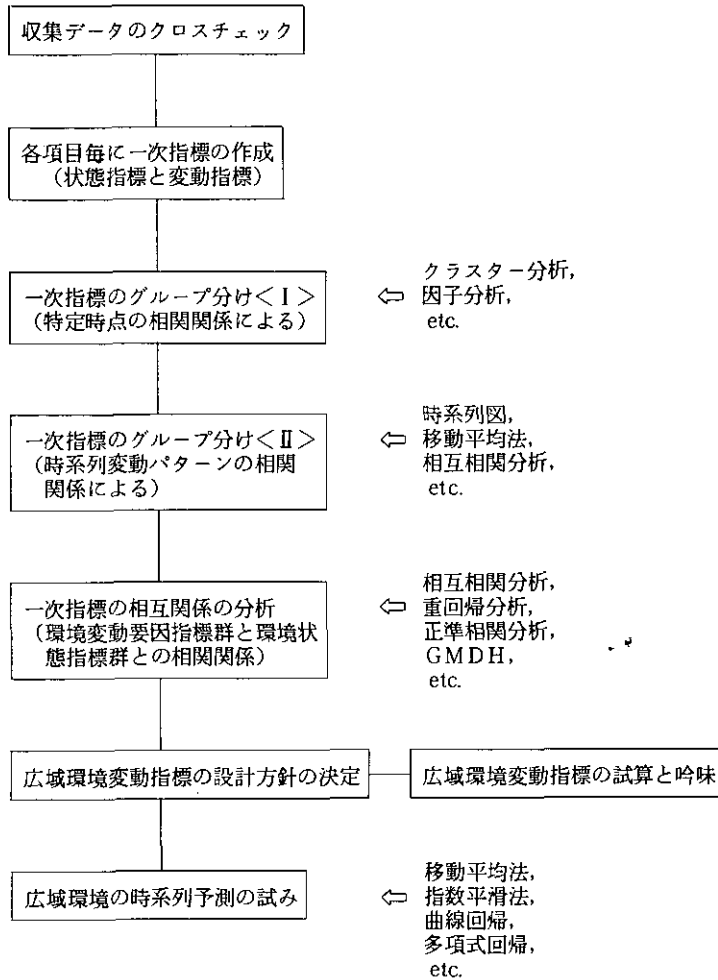 収集データのクロスチェック
各項目毎に一次指標の作成
（状態指標と変動指標）
一次指標のグループ分け＜Ⅰ＞
（特定時点の相関関係による）
⇦
クラスター分析，
因子分析，
etc.
一次指標のグループ分け＜Ⅱ＞
（時系列変動パターンの相関
関係による）
⇦
時系列図，
移動平均法，
相互相関分析，
etc.
一次指標の相互関係の分析
（環境変動要因指標群と環境状
態指標群との相関関係）
⇦
相互相関分析，
重回帰分析，
正準相関分析，
ＧＭＤＨ，
etc.
広域環境変動指標の設計方針の決定
広域環境変動指標の試算と吟味
広域環境の時系列予測の試み
⇦
移動平均法，
指数平滑法，
曲線回帰，
多項式回帰，
etc.